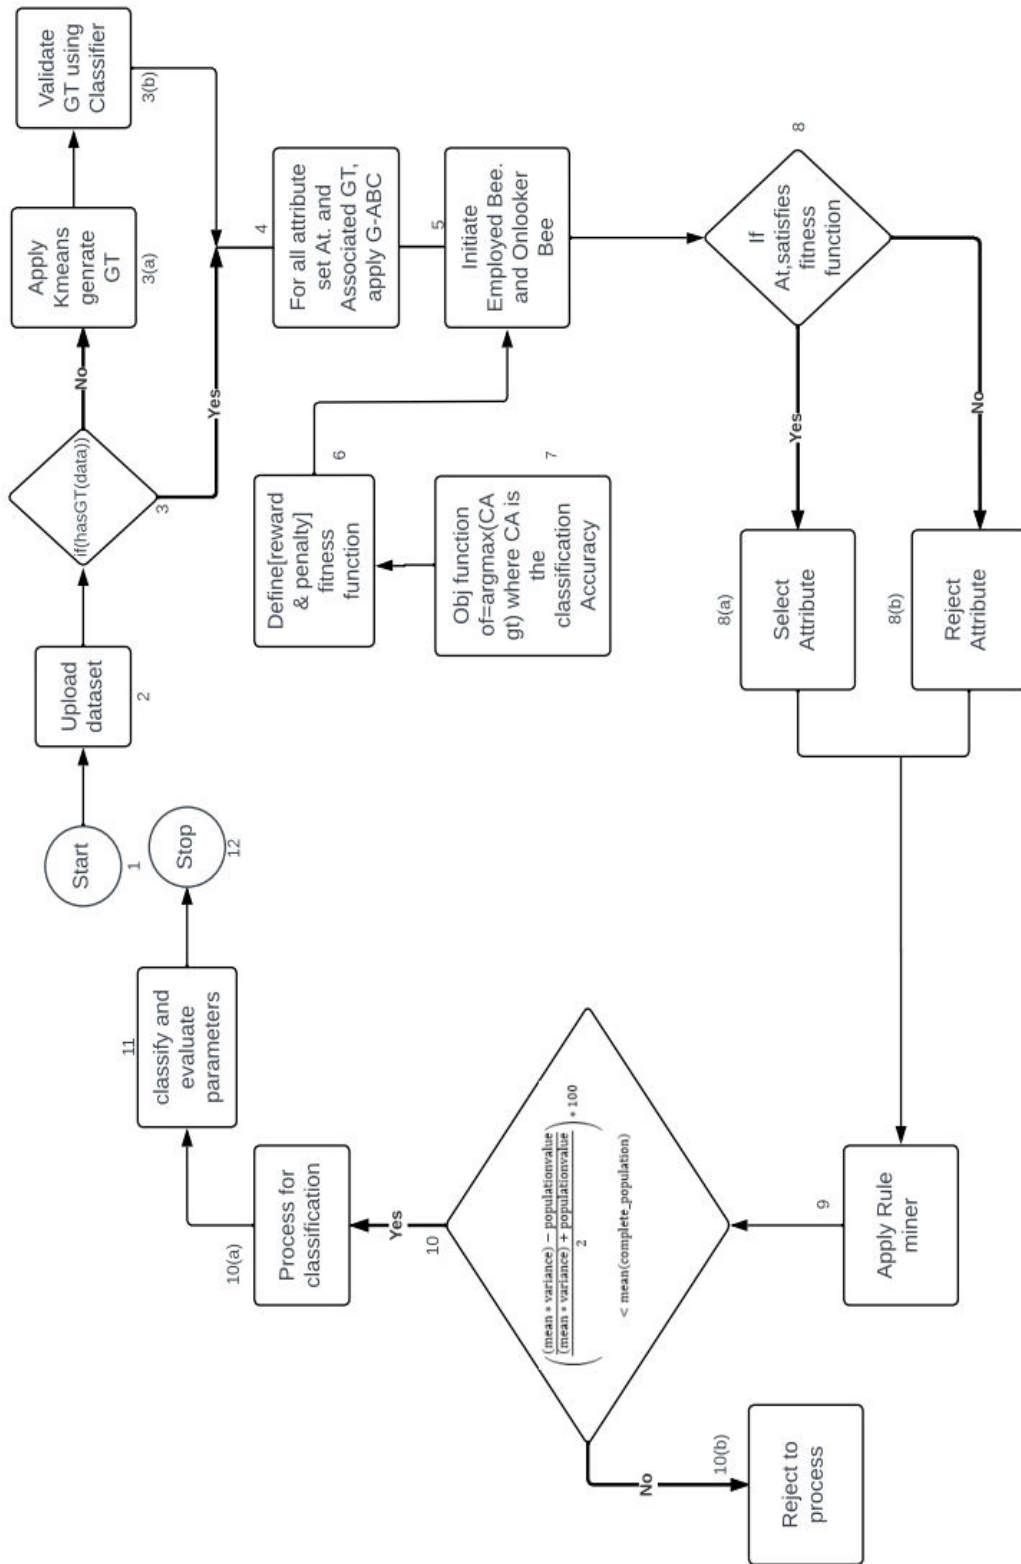 Start
1
Upload
dataset
2
if(hasGT(data))
3
No
Yes
Apply
Kmeans
genrate
GT
3(a)
Validate
GT using
Classifier
3(b)
4
For all attribute
set At. and
Associated GT,
apply G-ABC
5
Initiate
Employed Bee.
and Onlooker
Bee
Define[reward
& penalty]
fitness
function
6
Obj function
of=argmax(CA
gt) where CA is
the
classification
Accuracy
7
If
At,satisfies
fitness
function
8
Yes
No
8(a)
Select
Attribute
8(b)
Reject
Attribute
9
Apply Rule
miner
10
(mean * variance) − populationvalue
(mean * variance) + populationvalue
2
* 100
< mean(complete_population)
Yes
No
10(a)
Process for
classification
10(b)
Reject to
process
11
classify and
evaluate
parameters
Stop
12